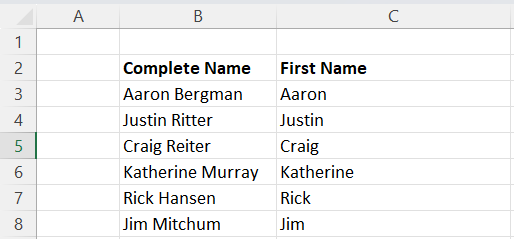 A B C
1
2 Complete Name First Name
3 Aaron Bergman Aaron
4 Justin Ritter Justin
5 Craig Reiter Craig
6 Katherine Murray Katherine
7 Rick Hansen Rick
8 Jim Mitchum Jim